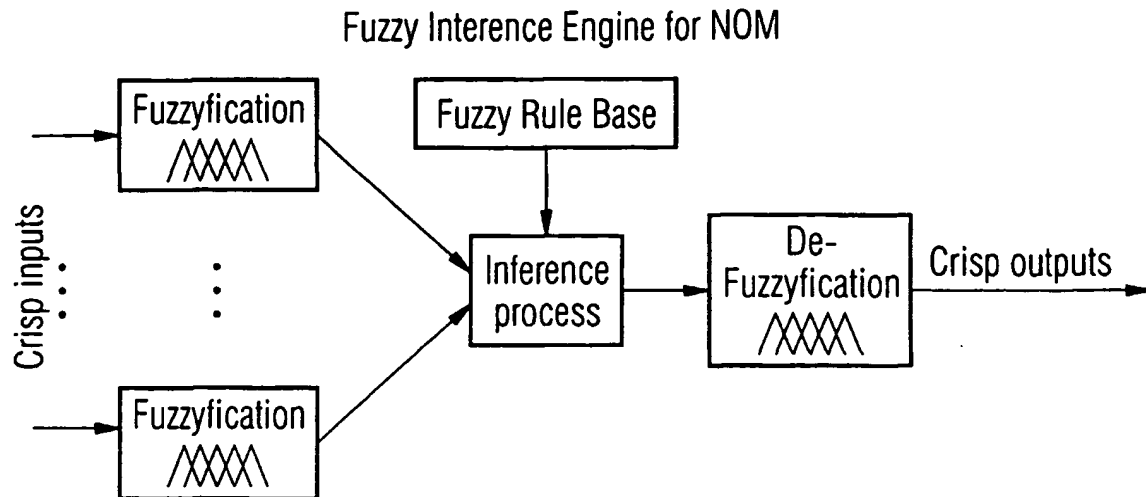 Fuzzy Interence Engine for NOM
Fuzzyfication
Fuzzy Rule Base
Crisp inputs
Inference
process
De-
Fuzzyfication
Crisp outputs
Fuzzyfication